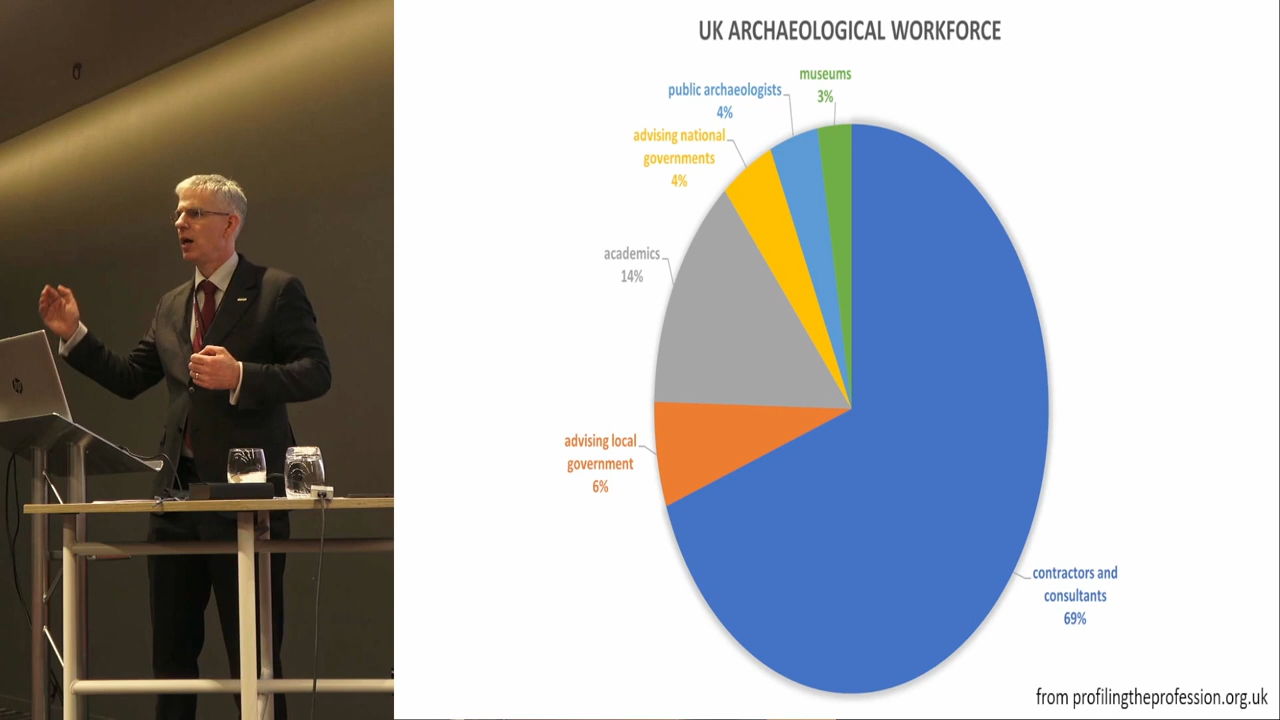 UK ARCHAEOLOGICAL WORKFORCE
museums
3%
public archaeologists
4%
advising national
governments
4%
academics
14%
advising local
government
6%
contractors and
consultants
69%
from profilingtheprofession.org.uk
hp